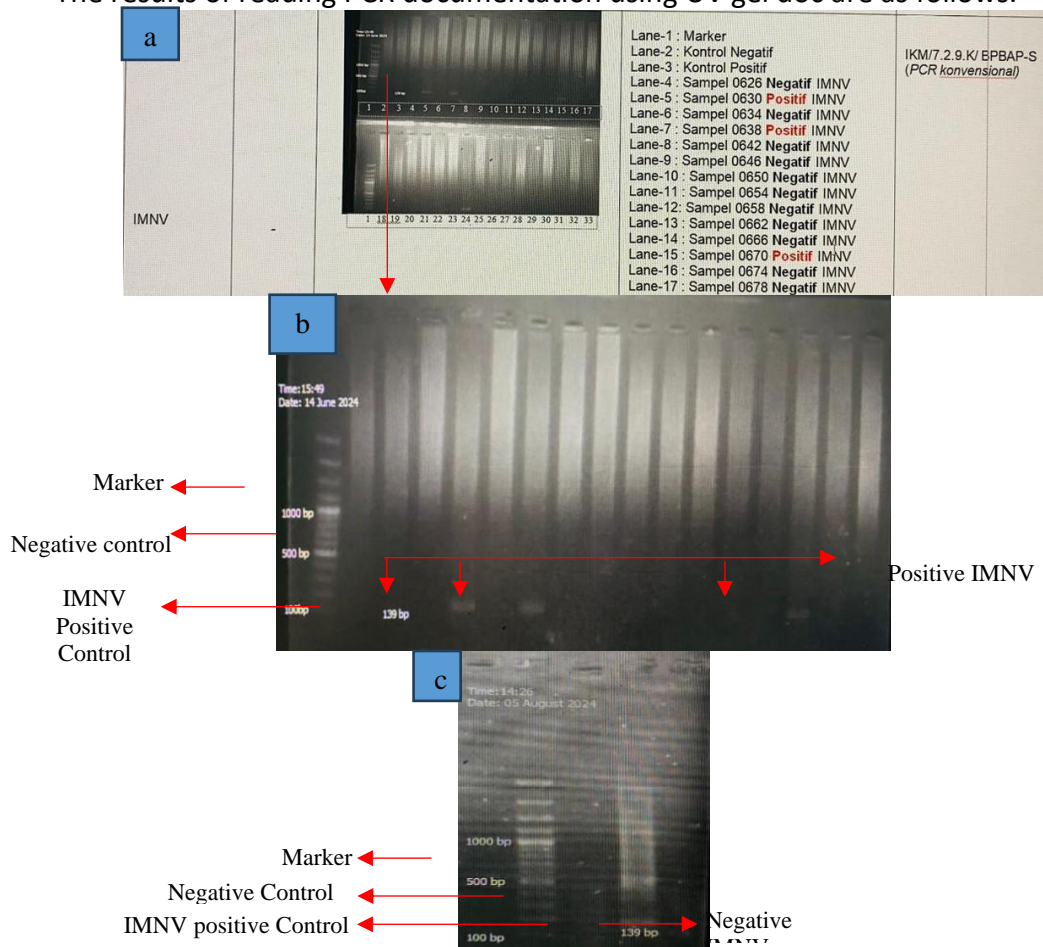 The results of reading PCR documentation using UV gel doc are as follows:
a
IMNV
-
1 2 3 4 5 6 7 8 9 10 11 12 13 14 15 16 17
1 18 19 20 21 22 23 24 25 26 27 28 29 30 31 32 33
Lane-1 : Marker
Lane-2 : Kontrol Negatif
Lane-3 : Kontrol Positif
Lane-4 : Sampel 0626 Negatif IMNV
Lane-5 : Sampel 0630 Positif IMNV
Lane-6 : Sampel 0634 Negatif IMNV
Lane-7 : Sampel 0638 Positif IMNV
Lane-8 : Sampel 0642 Negatif IMNV
Lane-9 : Sampel 0646 Negatif IMNV
Lane-10 : Sampel 0650 Negatif IMNV
Lane-11 : Sampel 0654 Negatif IMNV
Lane-12: Sampel 0658 Negatif IMNV
Lane-13 : Sampel 0662 Negatif IMNV
Lane-14 : Sampel 0666 Negatif IMNV
Lane-15 : Sampel 0670 Positif IMNV
Lane-16 : Sampel 0674 Negatif IMNV
Lane-17 : Sampel 0678 Negatif IMNV
IKM/7.2.9.K/ BPBAP-S
(PCR konvensional)
b
Time:15:49
Date: 14 June 2024
1000 bp
500 bp
100bp
139 bp
Marker
Negative control
IMNV
Positive
Control
Positive IMNV
c
Time:14:26
Date: 05 August 2024
1000 bp
500 bp
100 bp
139 bp
Marker
Negative Control
IMNV positive Control
Negative